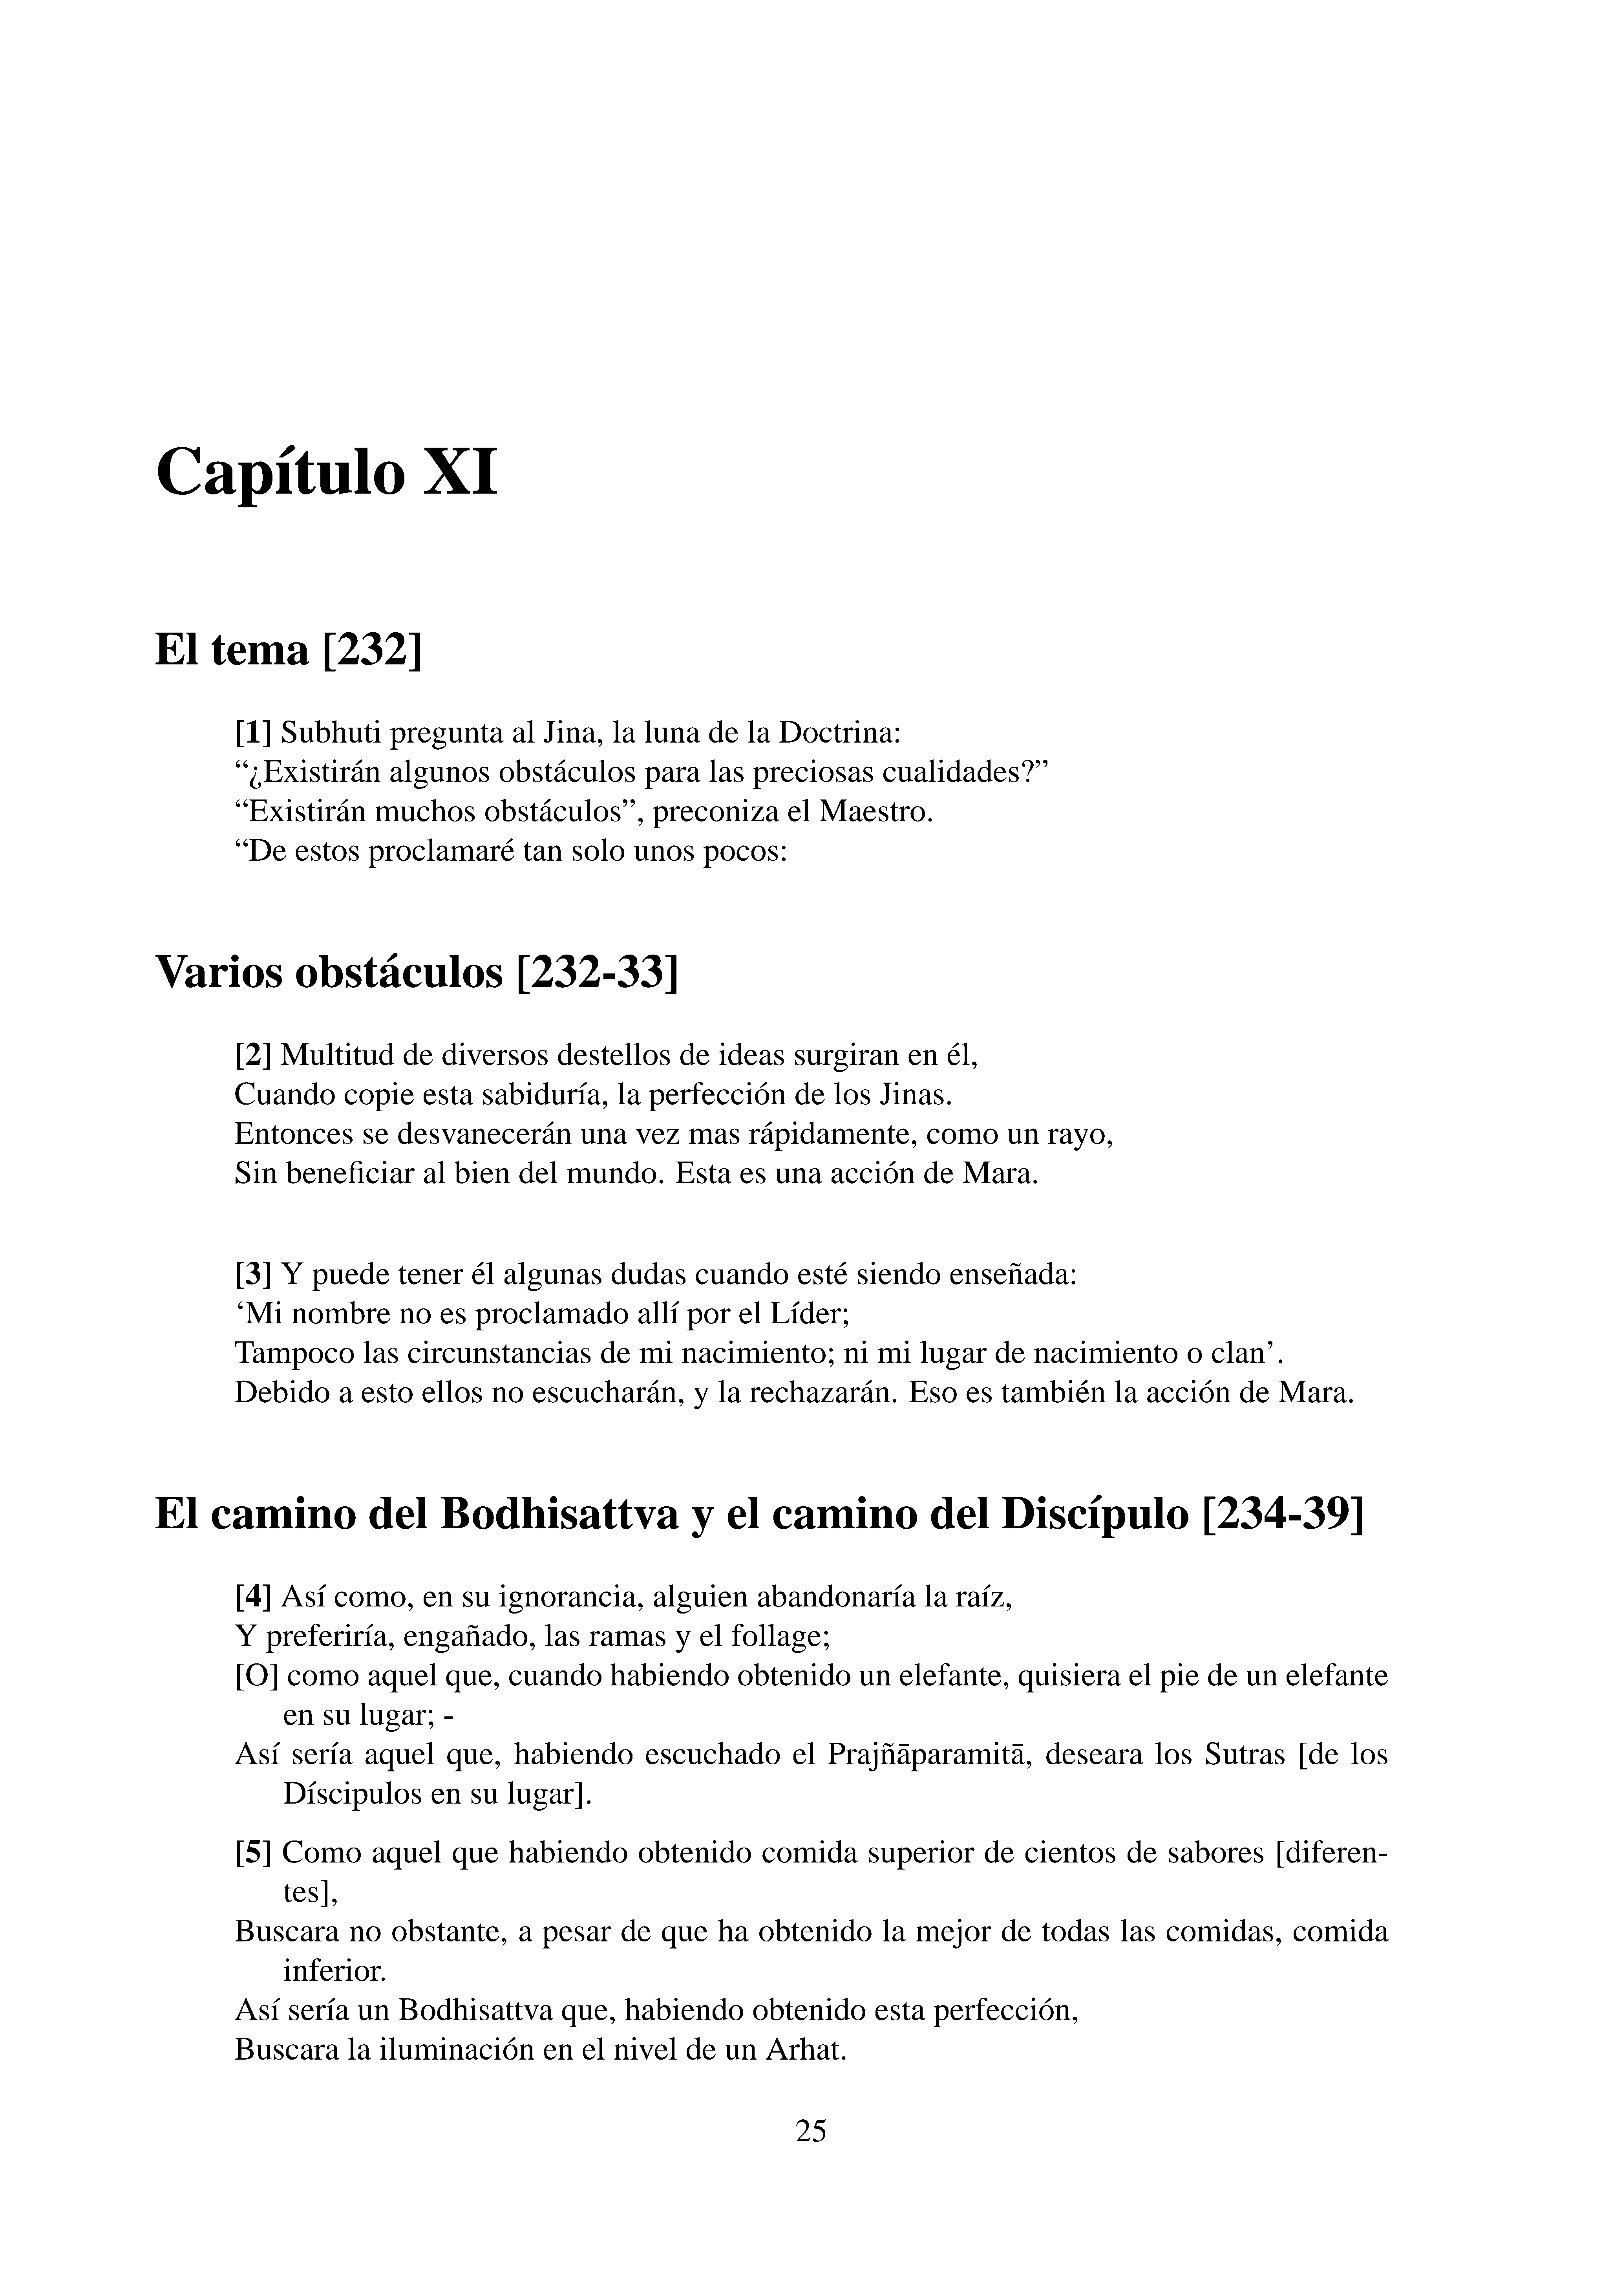 Capítulo XI
El tema [232]
[1] Subhuti pregunta al Jina, la luna de la Doctrina:
“¿Existirán algunos obstáculos para las preciosas cualidades?”
“Existirán muchos obstáculos”, preconiza el Maestro.
“De estos proclamaré tan solo unos pocos:
Varios obstáculos [232-33]
[2] Multitud de diversos destellos de ideas surgiran en él,
Cuando copie esta sabiduría, la perfección de los Jinas.
Entonces se desvanecerán una vez mas rápidamente, como un rayo,
Sin beneficiar al bien del mundo. Esta es una acción de Mara.
[3] Y puede tener él algunas dudas cuando esté siendo enseñada:
‘Mi nombre no es proclamado allí por el Líder;
Tampoco las circunstancias de mi nacimiento; ni mi lugar de nacimiento o clan’.
Debido a esto ellos no escucharán, y la rechazarán. Eso es también la acción de Mara.
El camino del Bodhisattva y el camino del Discípulo [234-39]
[4] Así como, en su ignorancia, alguien abandonaría la raíz,
Y preferiría, engañado, las ramas y el follage;
[O] como aquel que, cuando habiendo obtenido un elefante, quisiera el pie de un elefante
en su lugar; -
Así sería aquel que, habiendo escuchado el Prajñāparamitā, deseara los Sutras [de los
Díscipulos en su lugar].
[5] Como aquel que habiendo obtenido comida superior de cientos de sabores [diferen-
tes],
Buscara no obstante, a pesar de que ha obtenido la mejor de todas las comidas, comida
inferior.
Así sería un Bodhisattva que, habiendo obtenido esta perfección,
Buscara la iluminación en el nivel de un Arhat.
25